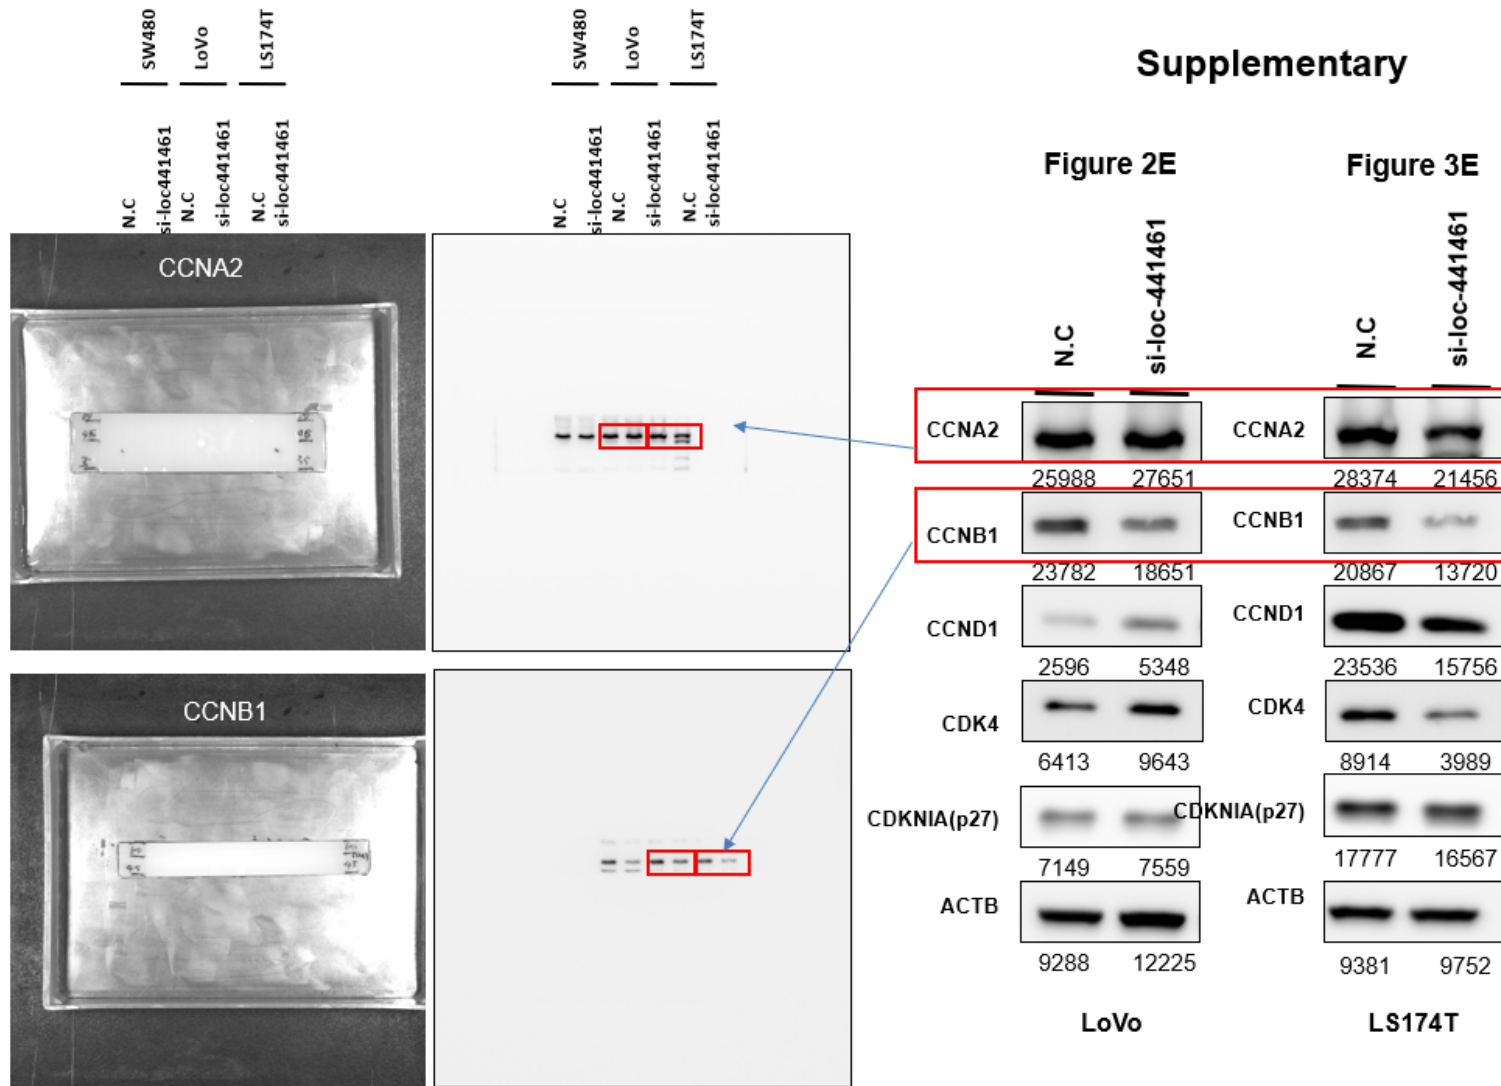 Supplementary
SW480 LoVo LS174T
N.C si-loc441461 N.C si-loc441461 N.C si-loc441461
SW480 LoVo LS174T
N.C si-loc441461 N.C si-loc441461 N.C si-loc441461
CCNA2
CCNB1
Figure 2E Figure 3E
N.C si-loc-441461 N.C si-loc-441461
CCNA2 CCNA2
25988 27651 28374 21456
CCNB1 CCNB1
23782 18651 20867 13720
CCND1 CCND1
2596 5348 23536 15756
CDK4 CDK4
6413 9643 8914 3989
CDKNIA(p27) CDKNIA(p27)
7149 7559 17777 16567
ACTB ACTB
9288 12225 9381 9752
LoVo LS174T